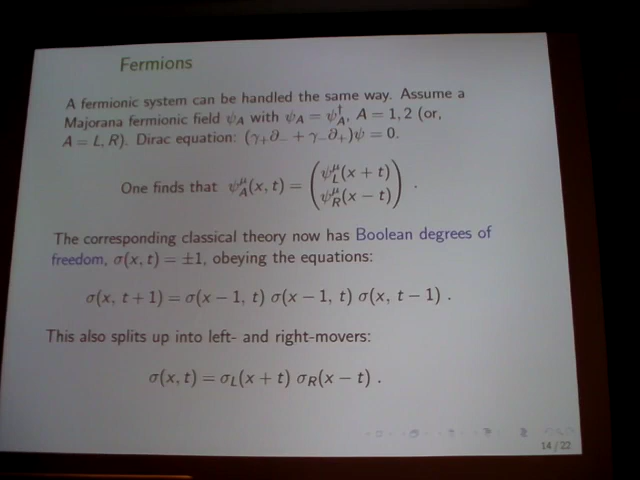 Fermions
A fermionic system can be handled the same way. Assume a
Majorana fermionic field ψ_A with ψ_A = ψ_A^†, A = 1, 2 (or,
A = L, R). Dirac equation: (γ₊∂₋ + γ₋∂₊)ψ = 0.
One finds that ψ_A^μ(x, t) = ( ψ_L^μ(x + t)
ψ_R^μ(x − t) ) .
The corresponding classical theory now has Boolean degrees of
freedom, σ(x, t) = ±1, obeying the equations:
σ(x, t + 1) = σ(x − 1, t) σ(x − 1, t) σ(x, t − 1) .
This also splits up into left- and right-movers:
σ(x, t) = σ_L(x + t) σ_R(x − t) .
14 / 22